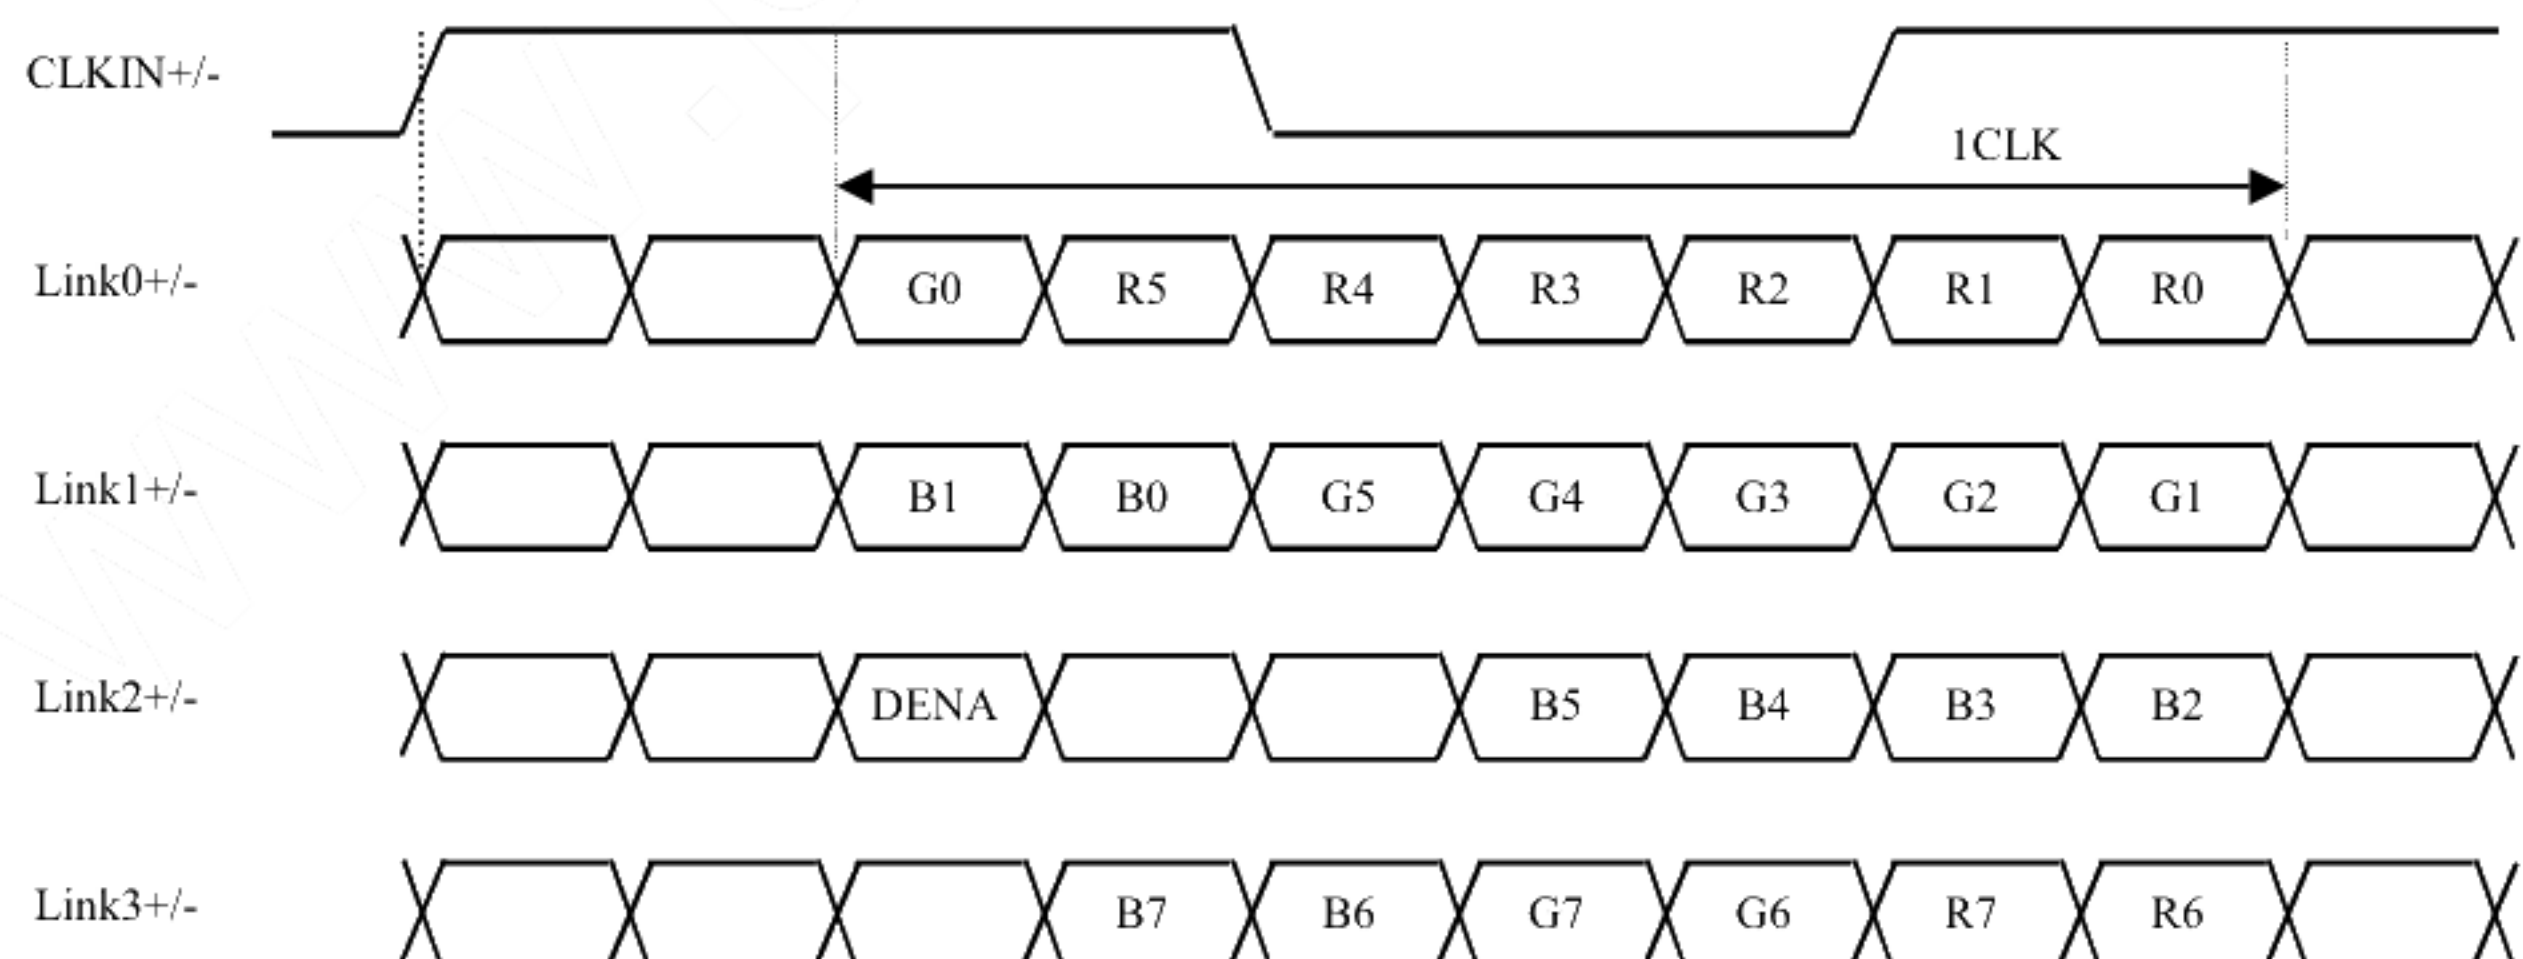 CLKIN+/-
1CLK
Link0+/- G0 R5 R4 R3 R2 R1 R0
Link1+/- B1 B0 G5 G4 G3 G2 G1
Link2+/- DENA B5 B4 B3 B2
Link3+/- B7 B6 G7 G6 R7 R6